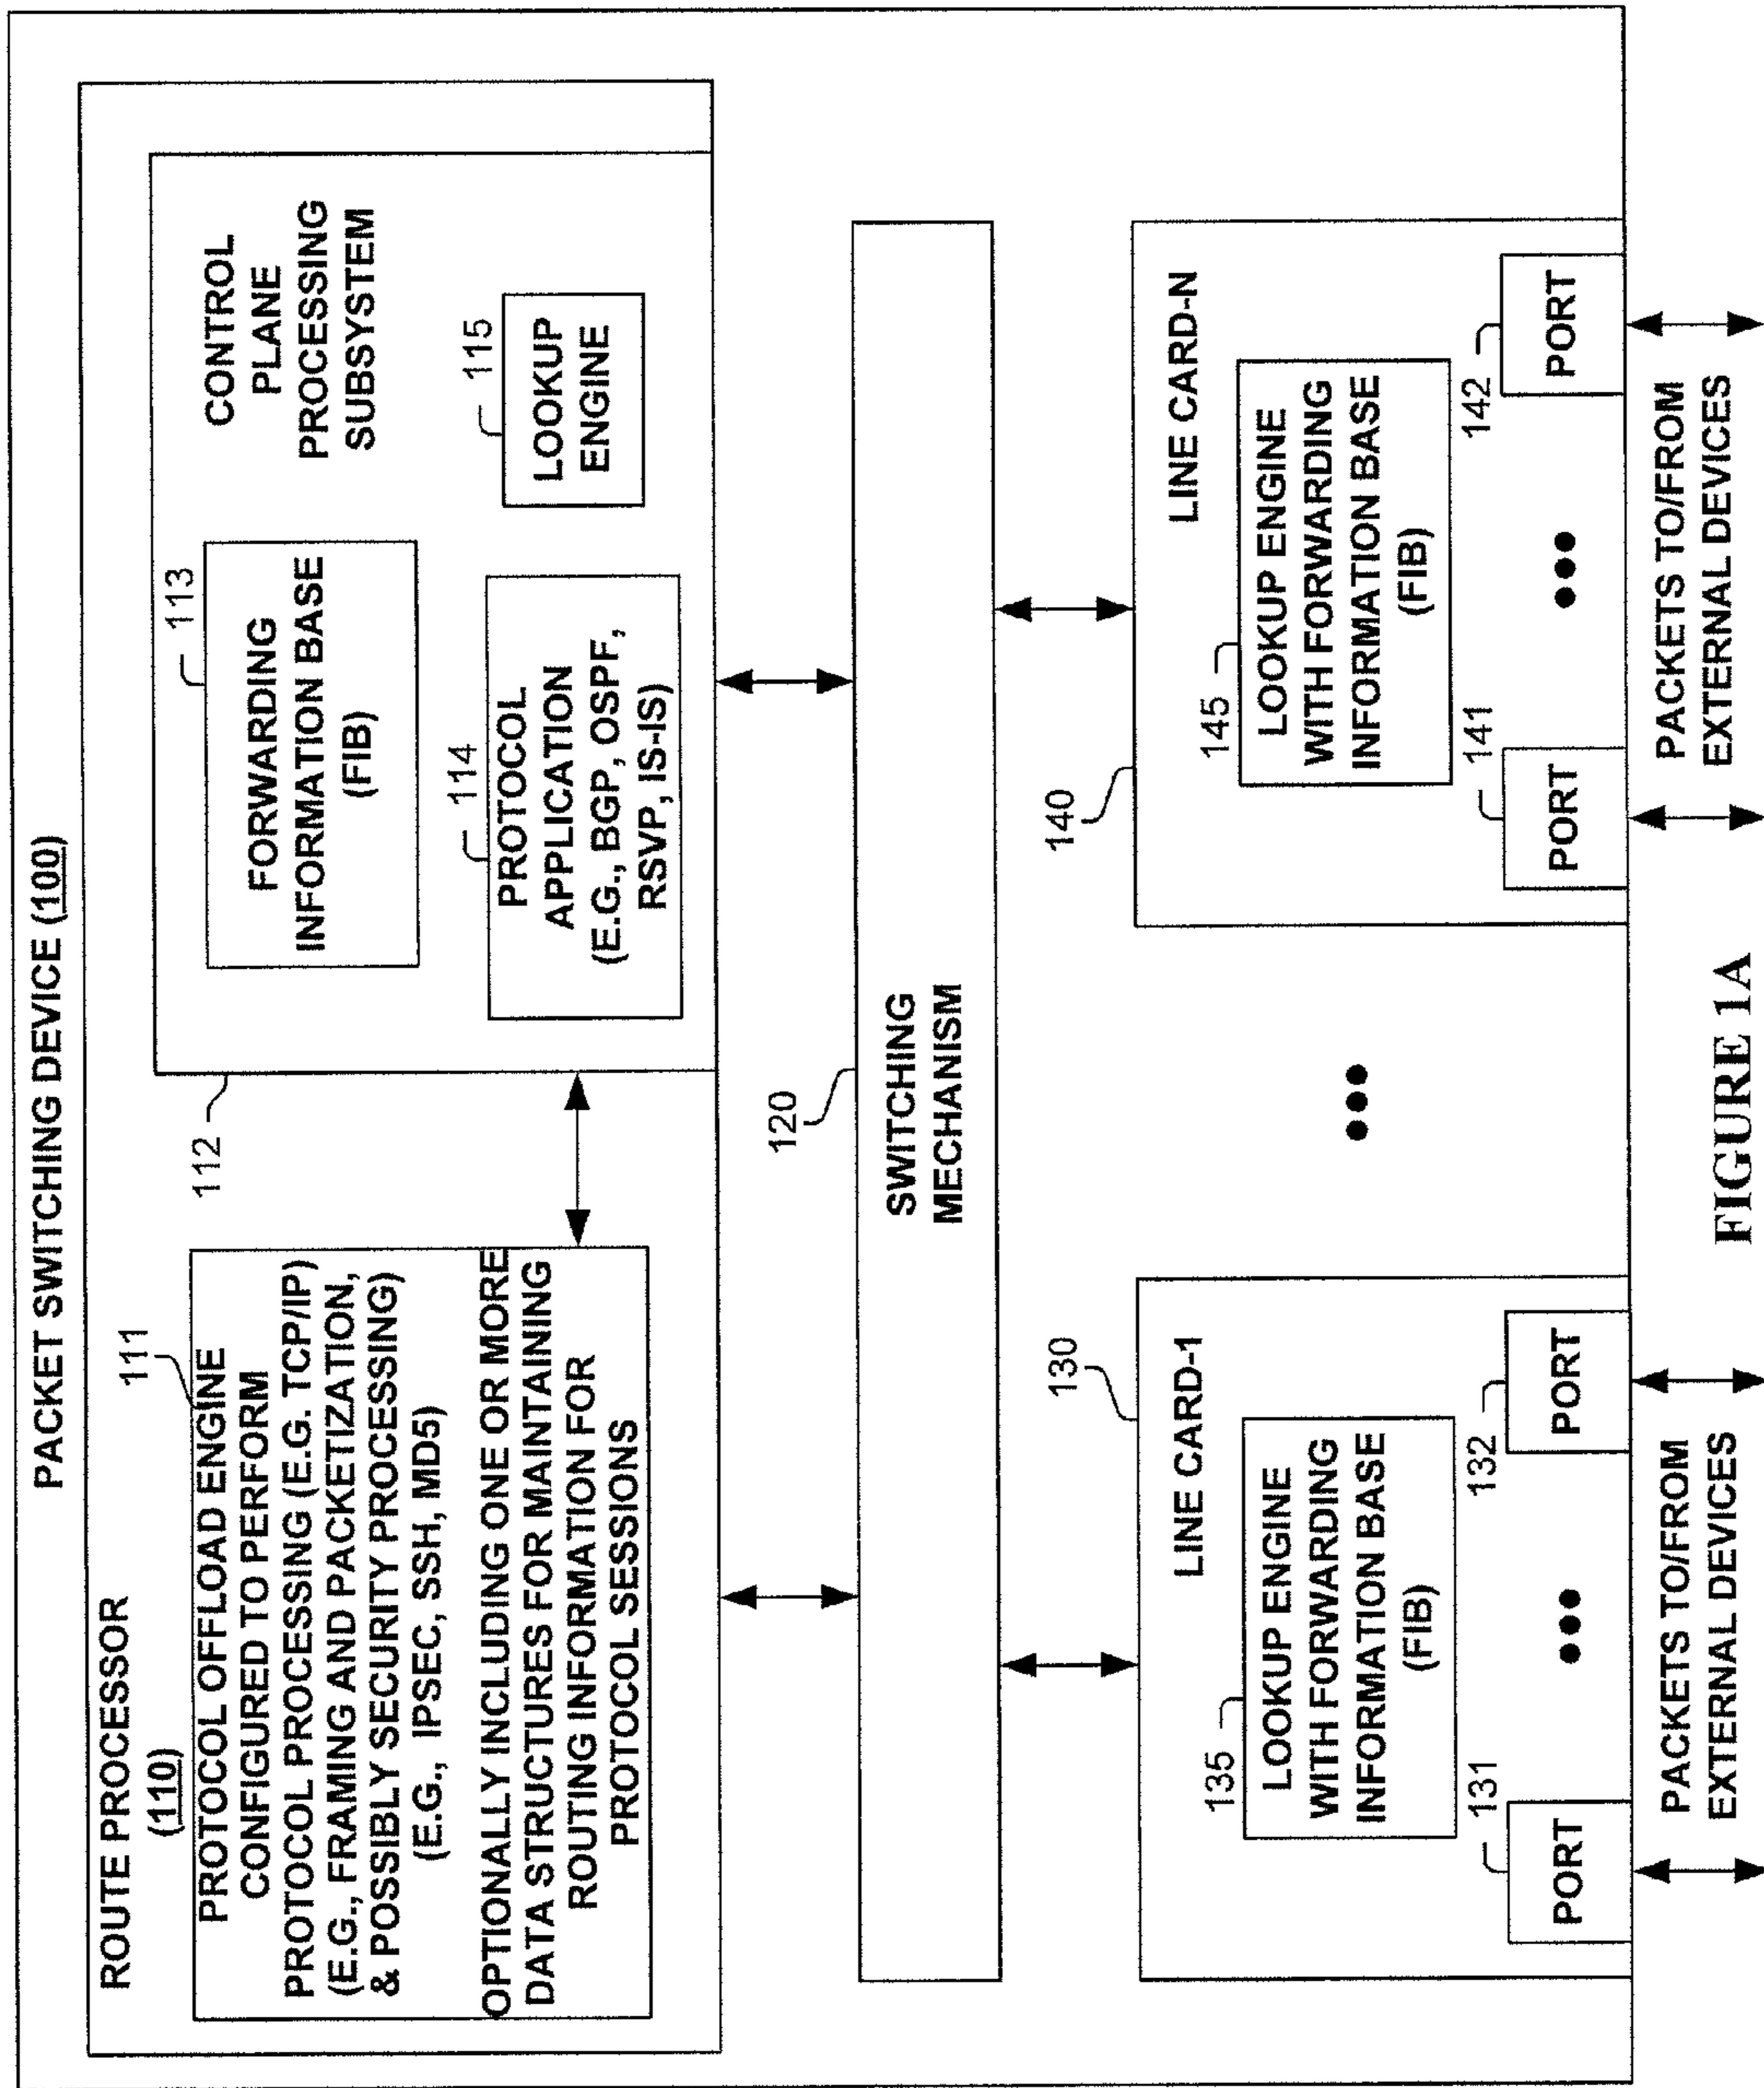 PACKET SWITCHING DEVICE (100)
ROUTE PROCESSOR
(110)
111
PROTOCOL OFFLOAD ENGINE
CONFIGURED TO PERFORM
PROTOCOL PROCESSING (E.G. TCP/IP)
(E.G., FRAMING AND PACKETIZATION,
& POSSIBLY SECURITY PROCESSING)
(E.G., IPSEC, SSH, MD5)
OPTIONALLY INCLUDING ONE OR MORE
DATA STRUCTURES FOR MAINTAINING
ROUTING INFORMATION FOR
PROTOCOL SESSIONS
112
113
FORWARDING
INFORMATION BASE
(FIB)
CONTROL
PLANE
PROCESSING
SUBSYSTEM
114
PROTOCOL
APPLICATION
(E.G., BGP, OSPF,
RSVP, IS-IS)
115
LOOKUP
ENGINE
120
SWITCHING
MECHANISM
130
LINE CARD-1
135
LOOKUP ENGINE
WITH FORWARDING
INFORMATION BASE
(FIB)
131
PORT
132
PORT
PACKETS TO/FROM
EXTERNAL DEVICES
140
LINE CARD-N
145
LOOKUP ENGINE
WITH FORWARDING
INFORMATION BASE
(FIB)
141
PORT
142
PORT
PACKETS TO/FROM
EXTERNAL DEVICES
FIGURE 1A